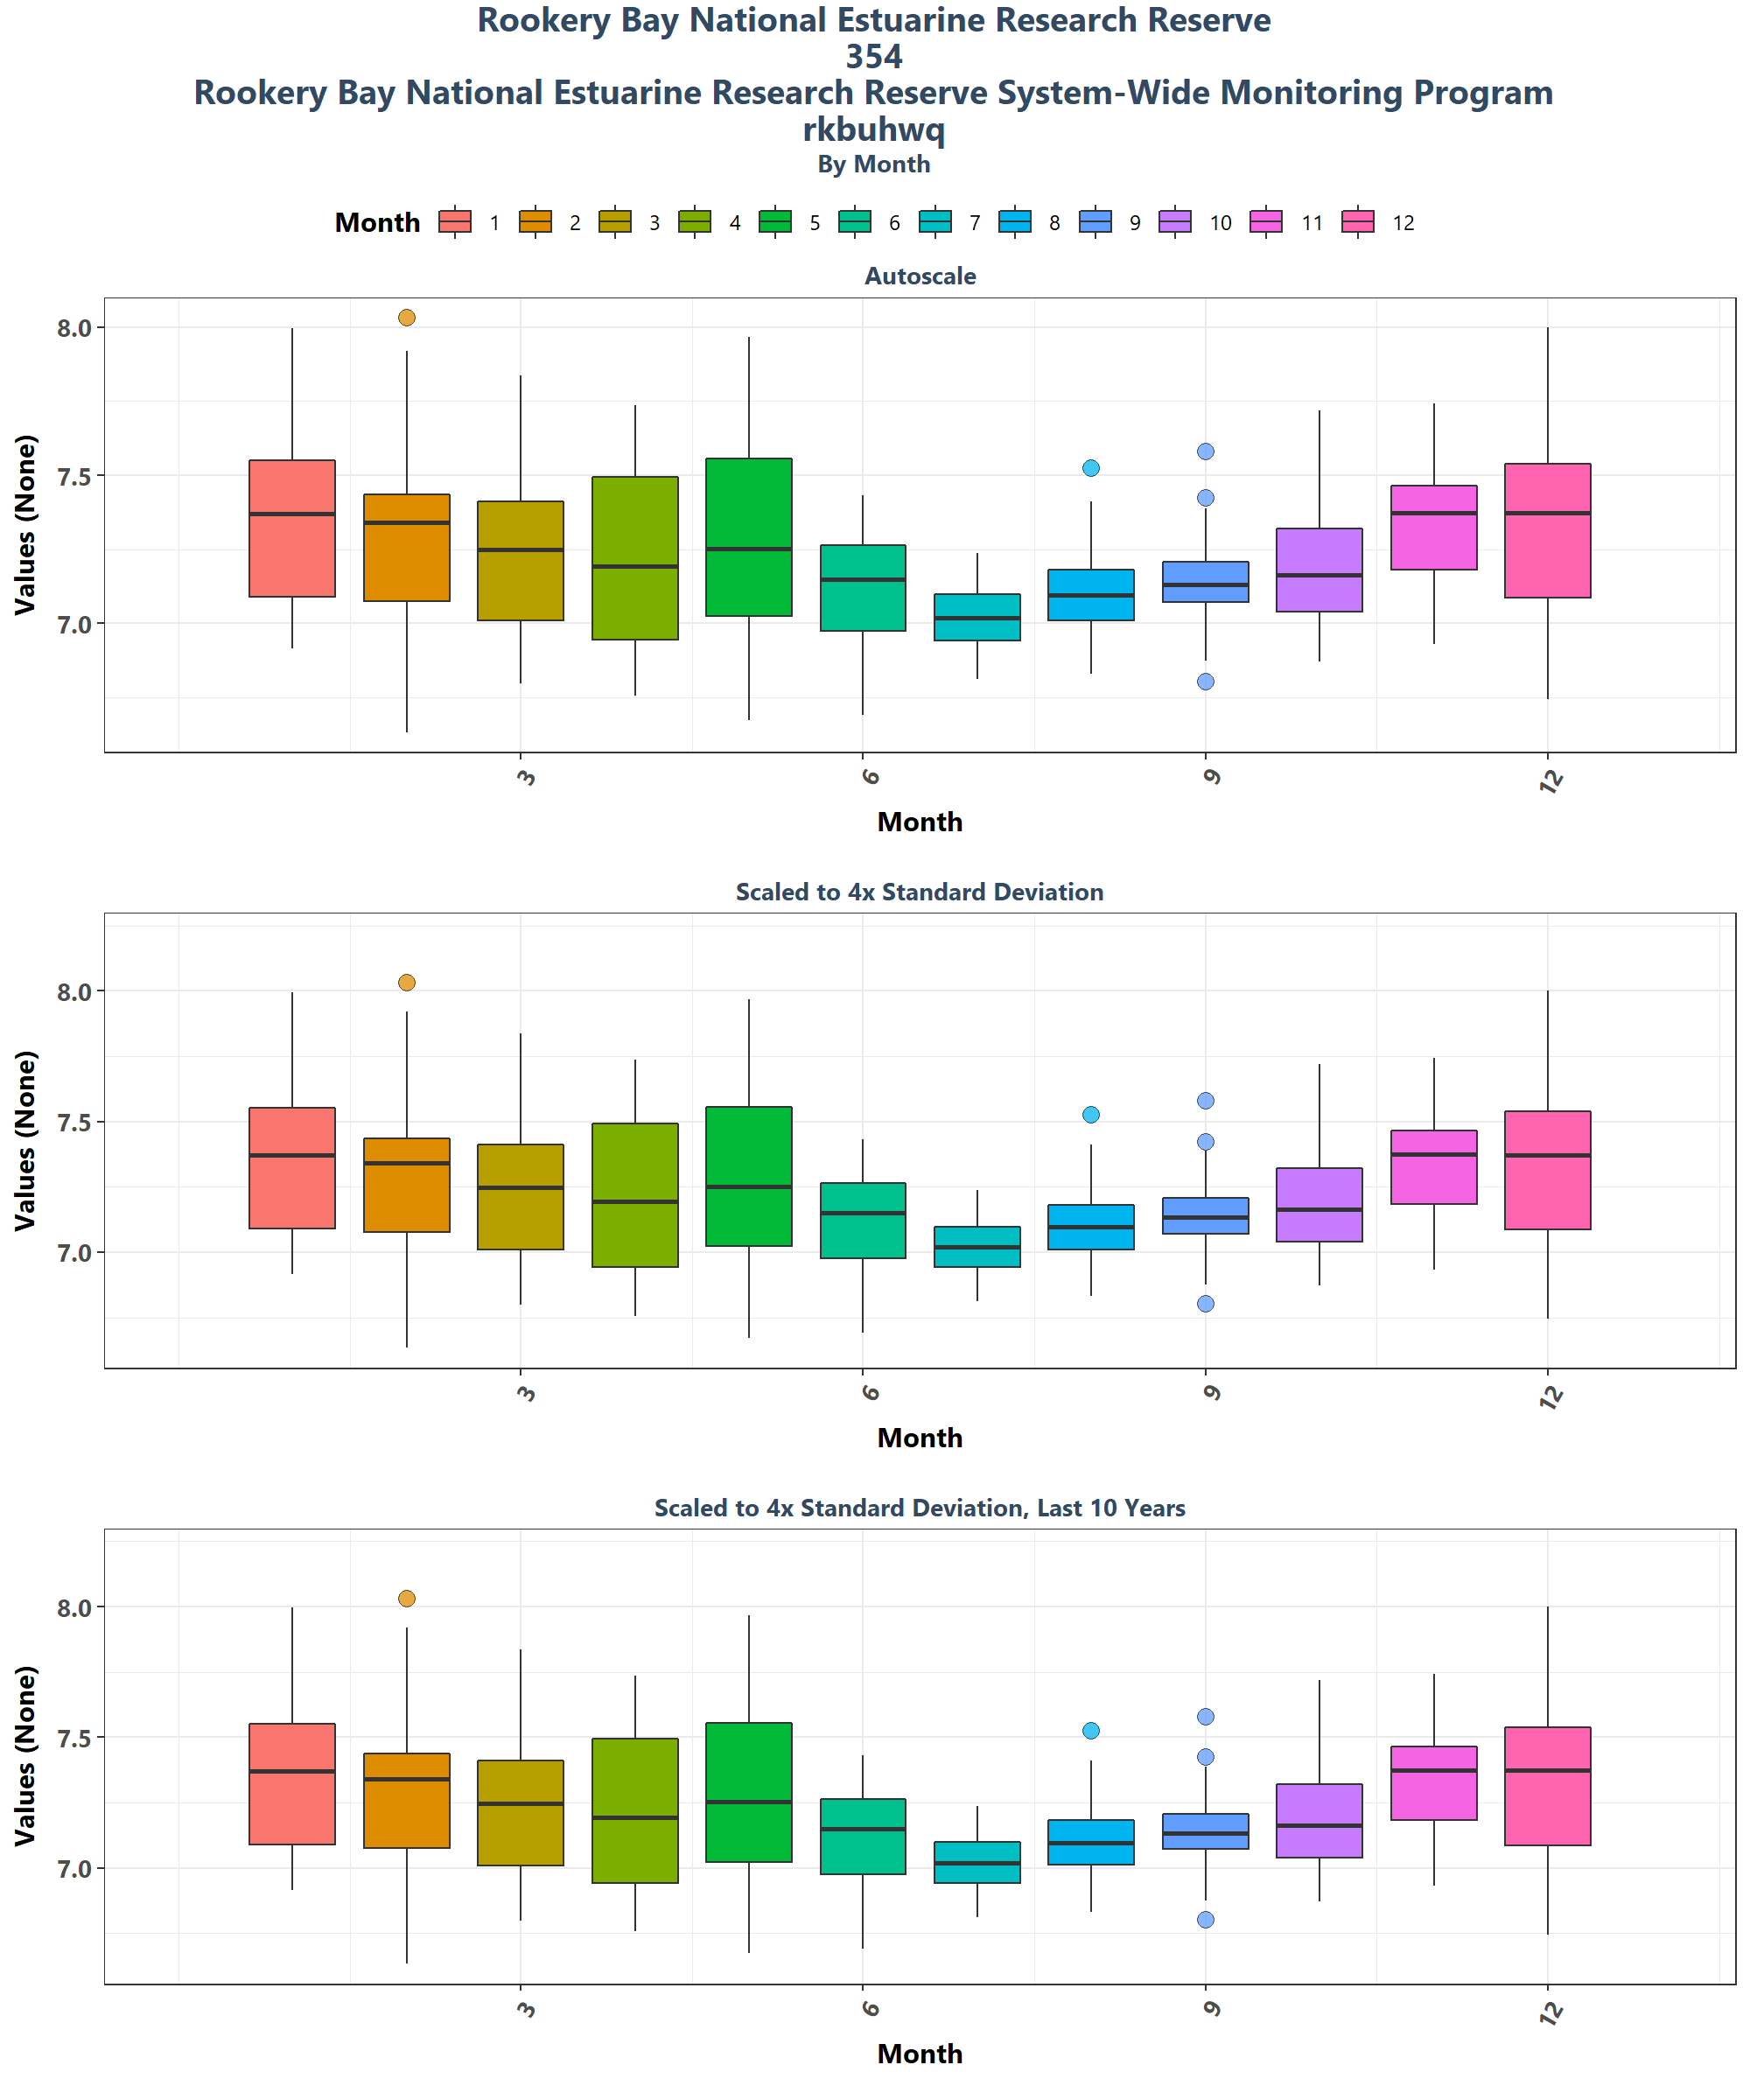 Rookery Bay National Estuarine Research Reserve
354
Rookery Bay National Estuarine Research Reserve System-Wide Monitoring Program
rkbuhwq
By Month
Month 1 2 3 4 5 6 7 8 9 10 11 12
Autoscale
Values (None)
8.0
7.5
7.0
3 6 9 12
Month
Scaled to 4x Standard Deviation
Values (None)
8.0
7.5
7.0
3 6 9 12
Month
Scaled to 4x Standard Deviation, Last 10 Years
Values (None)
8.0
7.5
7.0
3 6 9 12
Month